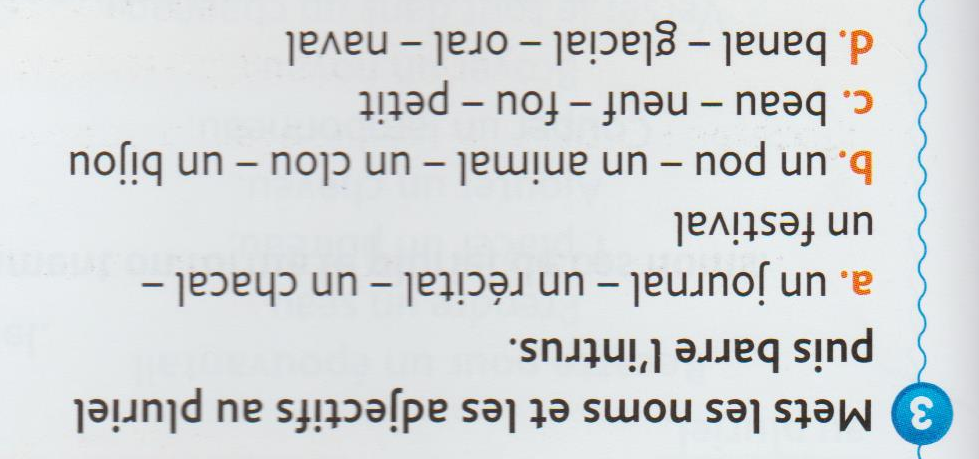 3 Mets les noms et les adjectifs au pluriel
puis barre l'intrus.
a. un journal – un récital – un chacal –
un festival
b. un pou – un animal – un clou – un bijou
c. beau – neuf – fou – petit
d. banal – glacial – oral – naval